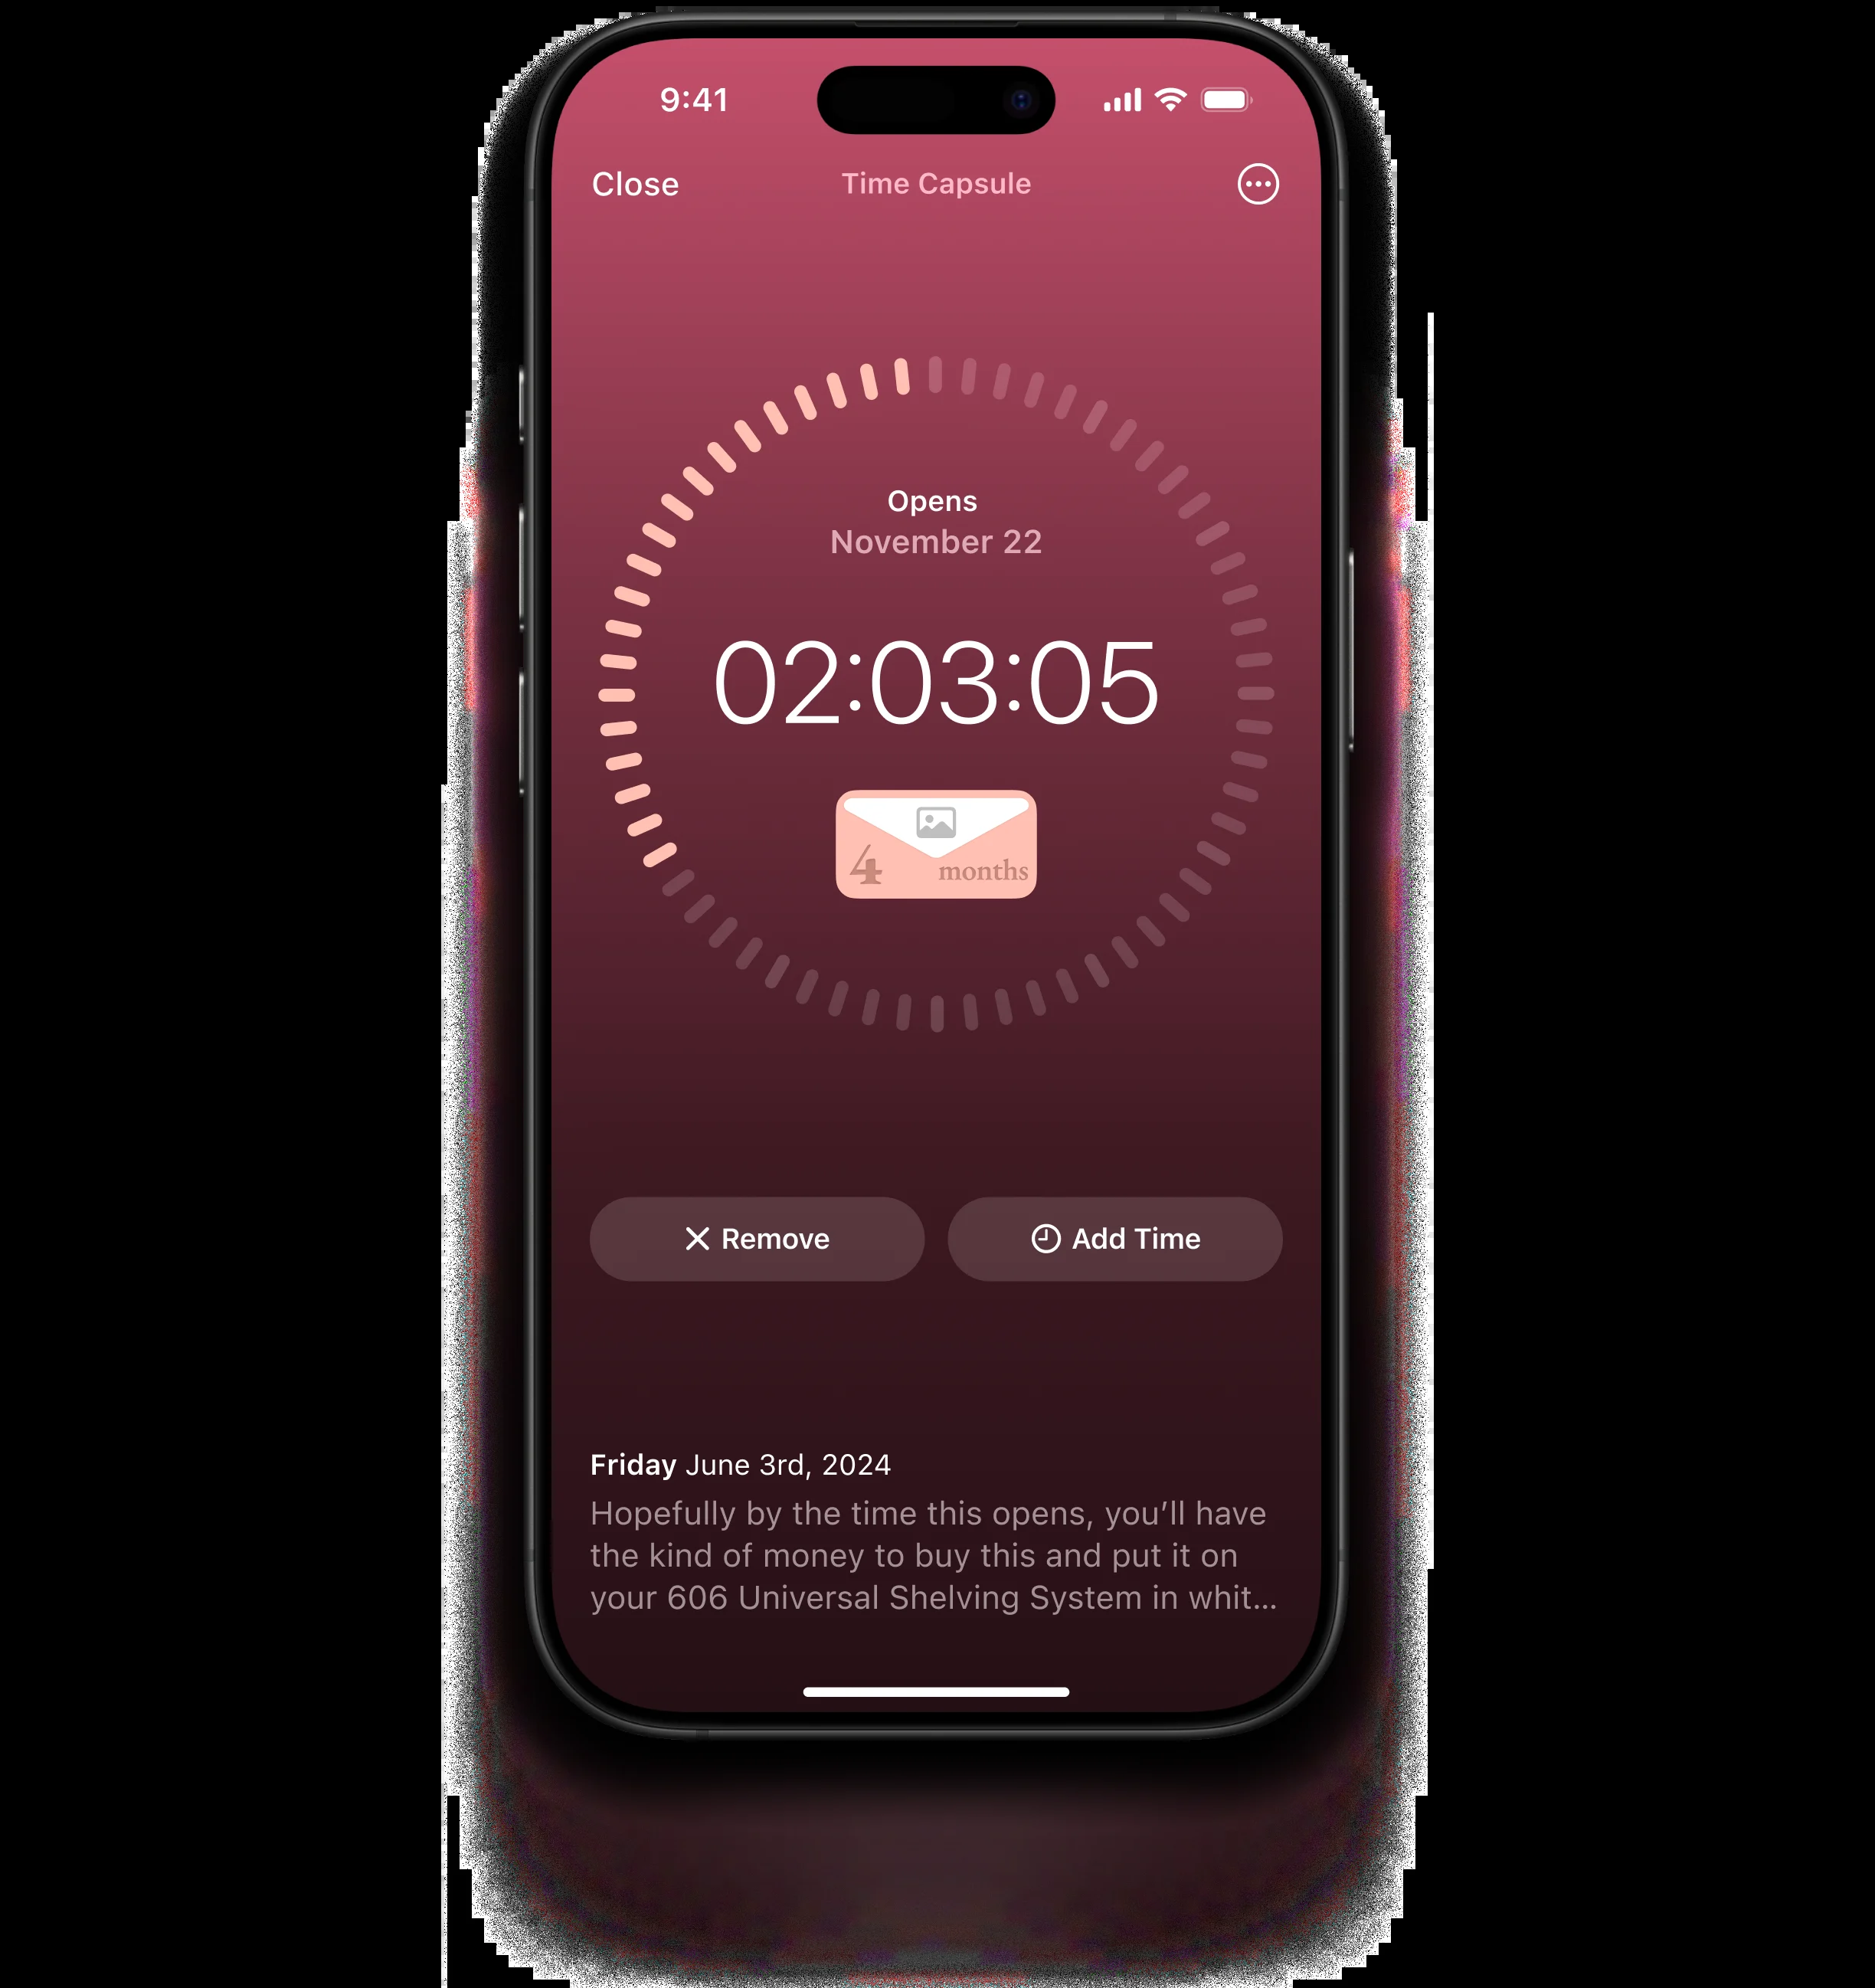 9:41
Close
Time Capsule
Opens
November 22
02:03:05
4 months
Remove
Add Time
Friday June 3rd, 2024
Hopefully by the time this opens, you’ll have
the kind of money to buy this and put it on
your 606 Universal Shelving System in whit...